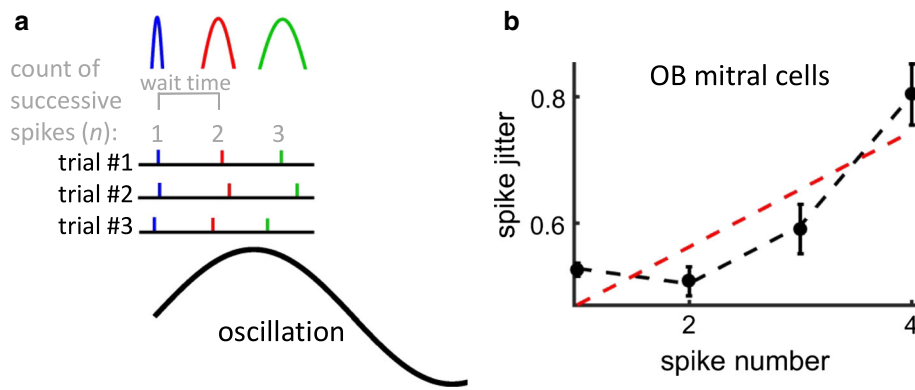 a
count of
successive
spikes (n):
wait time
1 2 3
trial #1
trial #2
trial #3
oscillation
b
OB mitral cells
spike jitter
0.8
0.6
2 4
spike number